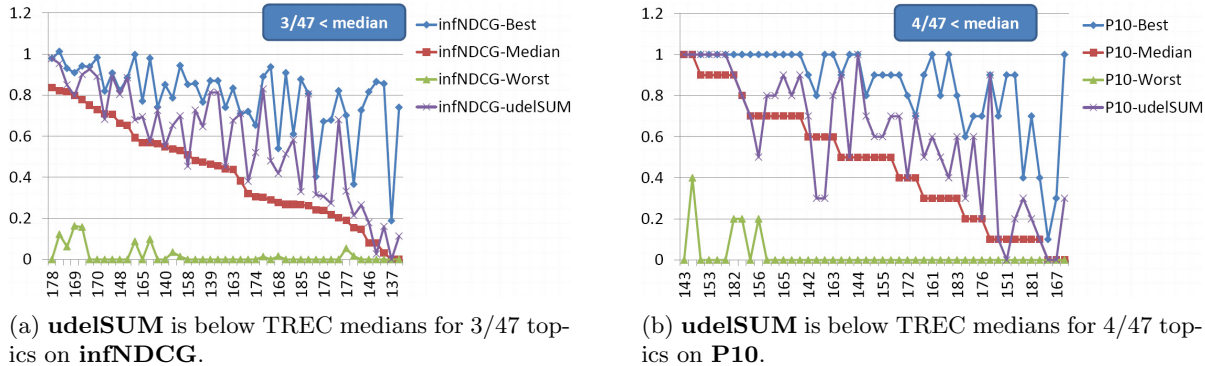 1.2
1
0.8
0.6
0.4
0.2
0
3/47 < median
infNDCG-Best
infNDCG-Median
infNDCG-Worst
infNDCG-udelSUM
178 169 170 148 165 140 158 139 163 174 168 185 176 177 146 137
(a) udelSUM is below TREC medians for 3/47 top-
ics on infNDCG.
1.2
1
0.8
0.6
0.4
0.2
0
4/47 < median
P10-Best
P10-Median
P10-Worst
P10-udelSUM
143 153 182 156 165 142 163 144 155 172 161 183 176 151 181 167
(b) udelSUM is below TREC medians for 4/47 top-
ics on P10.